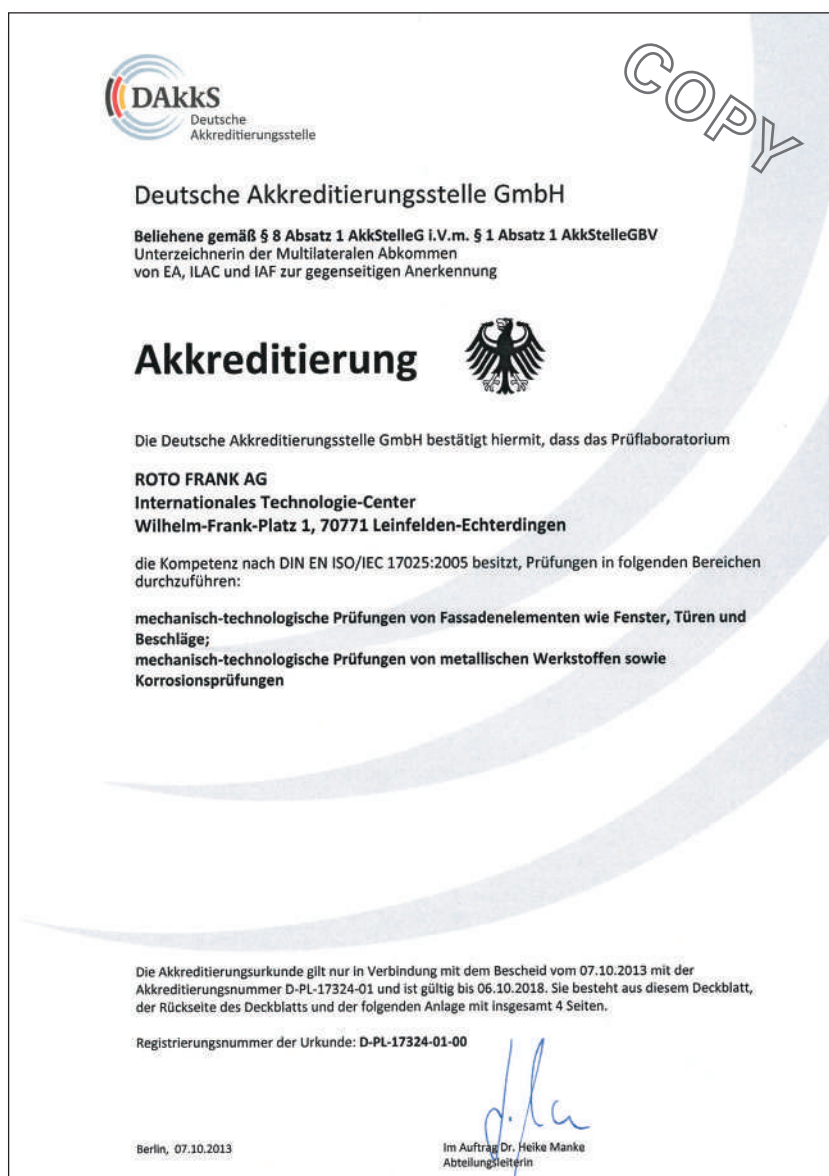 COPY
DAkkS
Deutsche
Akkreditierungsstelle
Deutsche Akkreditierungsstelle GmbH
Beliehene gemäß § 8 Absatz 1 AkkStelleG i.V.m. § 1 Absatz 1 AkkStelleGBV
Unterzeichnerin der Multilateralen Abkommen
von EA, ILAC und IAF zur gegenseitigen Anerkennung
Akkreditierung
Die Deutsche Akkreditierungsstelle GmbH bestätigt hiermit, dass das Prüflaboratorium
ROTO FRANK AG
Internationales Technologie-Center
Wilhelm-Frank-Platz 1, 70771 Leinfelden-Echterdingen
die Kompetenz nach DIN EN ISO/IEC 17025:2005 besitzt, Prüfungen in folgenden Bereichen
durchzuführen:
mechanisch-technologische Prüfungen von Fassadenelementen wie Fenster, Türen und
Beschläge;
mechanisch-technologische Prüfungen von metallischen Werkstoffen sowie
Korrosionsprüfungen
Die Akkreditierungsurkunde gilt nur in Verbindung mit dem Bescheid vom 07.10.2013 mit der
Akkreditierungsnummer D-PL-17324-01 und ist gültig bis 06.10.2018. Sie besteht aus diesem Deckblatt,
der Rückseite des Deckblatts und der folgenden Anlage mit insgesamt 4 Seiten.
Registrierungsnummer der Urkunde: D-PL-17324-01-00
Berlin, 07.10.2013
Im Auftrag Dr. Heike Manke
Abteilungsleiterin